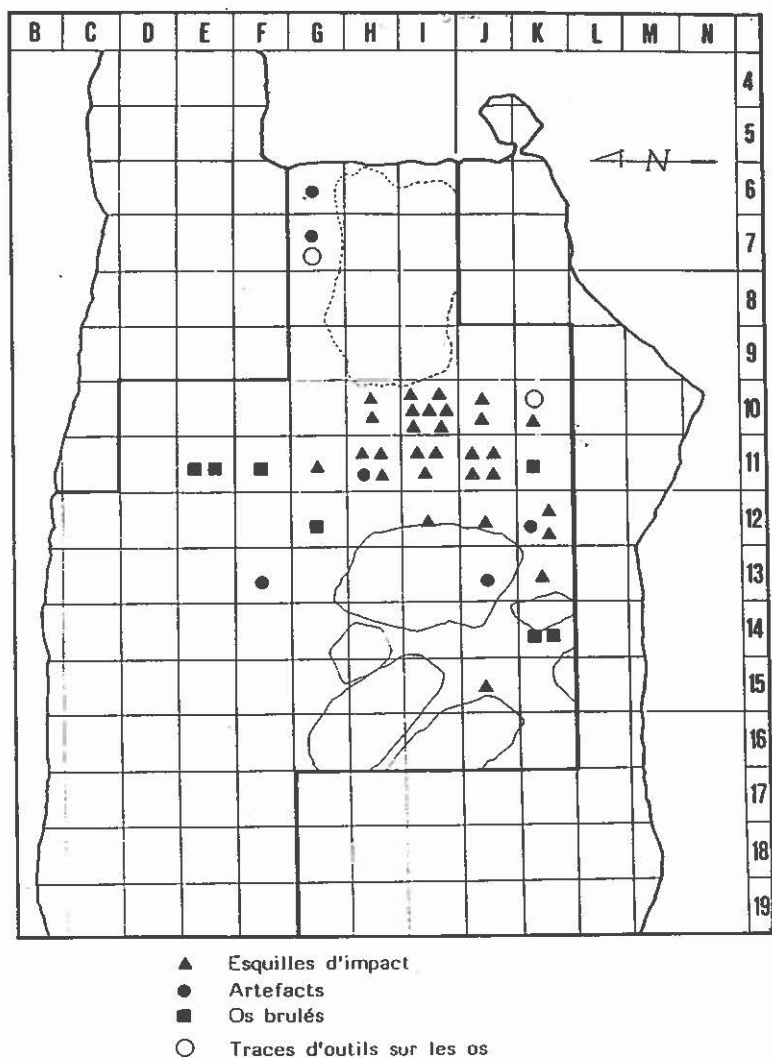 B C D E F G H I J K L M N
4
5
N
6
7
8
9
10
11
12
13
14
15
16
17
18
19
Esquilles d'impact
Artefacts
Os brulés
Traces d'outils sur les os